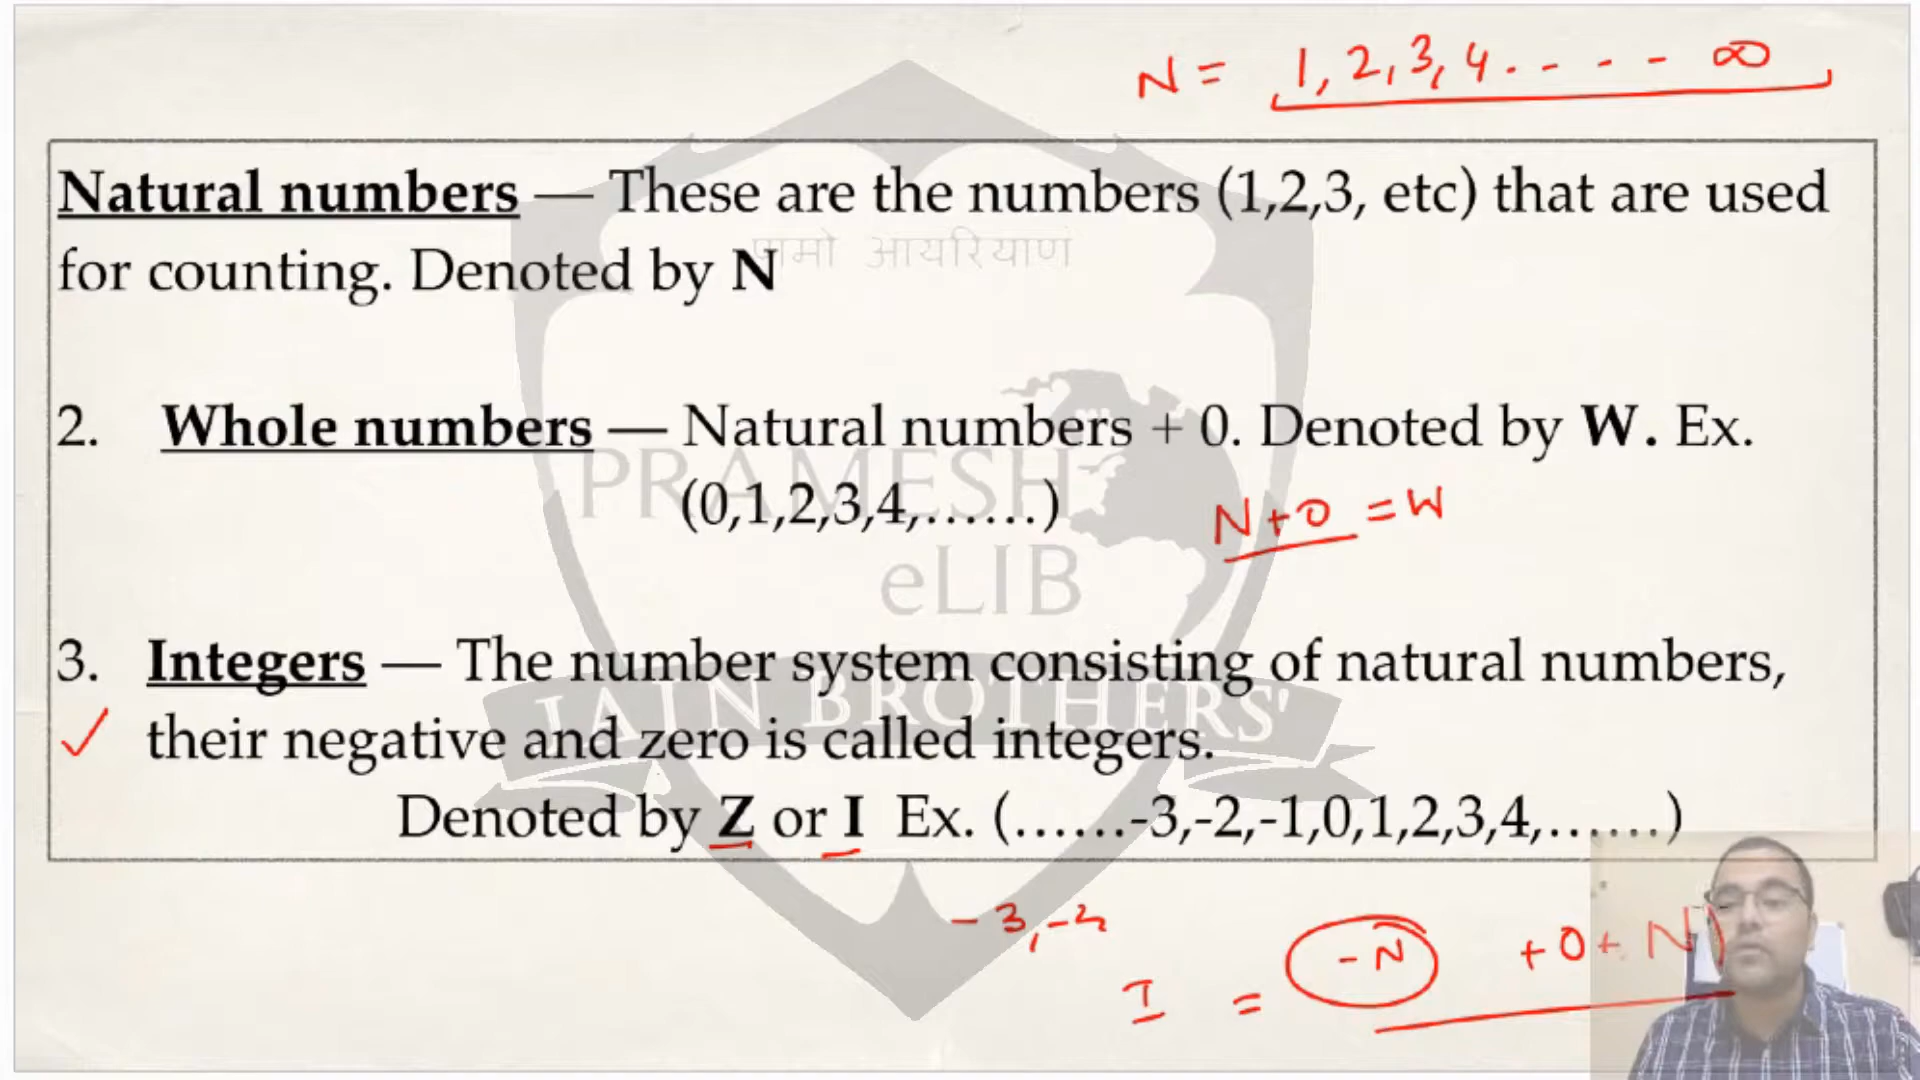 N = 1, 2, 3, 4 . - - - - ∞
Natural numbers — These are the numbers (1,2,3, etc) that are used
for counting. Denoted by N
णमो आयरियाणं
2. Whole numbers — Natural numbers + 0. Denoted by W. Ex.
PRAMESH
(0,1,2,3,4,......)
N + 0 = W
eLIB
3. Integers — The number system consisting of natural numbers,
JAIN BROTHERS'
✓ their negative and zero is called integers.
Denoted by Z or I Ex. (......-3,-2,-1,0,1,2,3,4,......)
I = -N + 0 + N